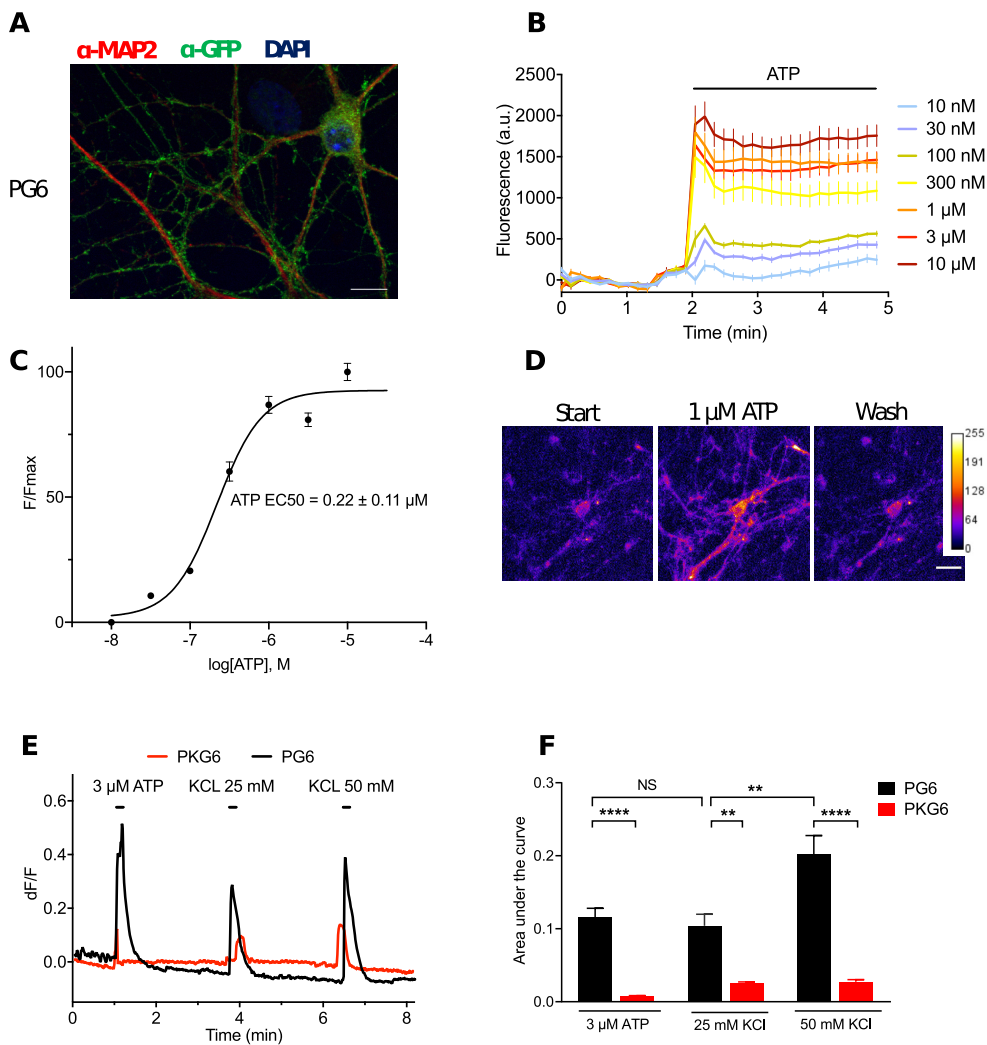 A
α-MAP2 α-GFP DAPI
PG6
B
ATP
Fluorescence (a.u.)
2500
2000
1500
1000
500
0
0 1 2 3 4 5
Time (min)
10 nM
30 nM
100 nM
300 nM
1 µM
3 µM
10 µM
C
F/Fmax
100
50
0
ATP EC50 = 0.22 ± 0.11 µM
-8 -7 -6 -5 -4
log[ATP], M
D
Start 1 µM ATP Wash
255
191
128
64
0
E
PKG6 PG6
3 µM ATP KCL 25 mM KCL 50 mM
dF/F
0.6
0.4
0.2
0.0
0 2 4 6 8
Time (min)
F
Area under the curve
0.3
0.2
0.1
0.0
PG6
PKG6
NS **
**** ** ****
3 µM ATP 25 mM KCl 50 mM KCl